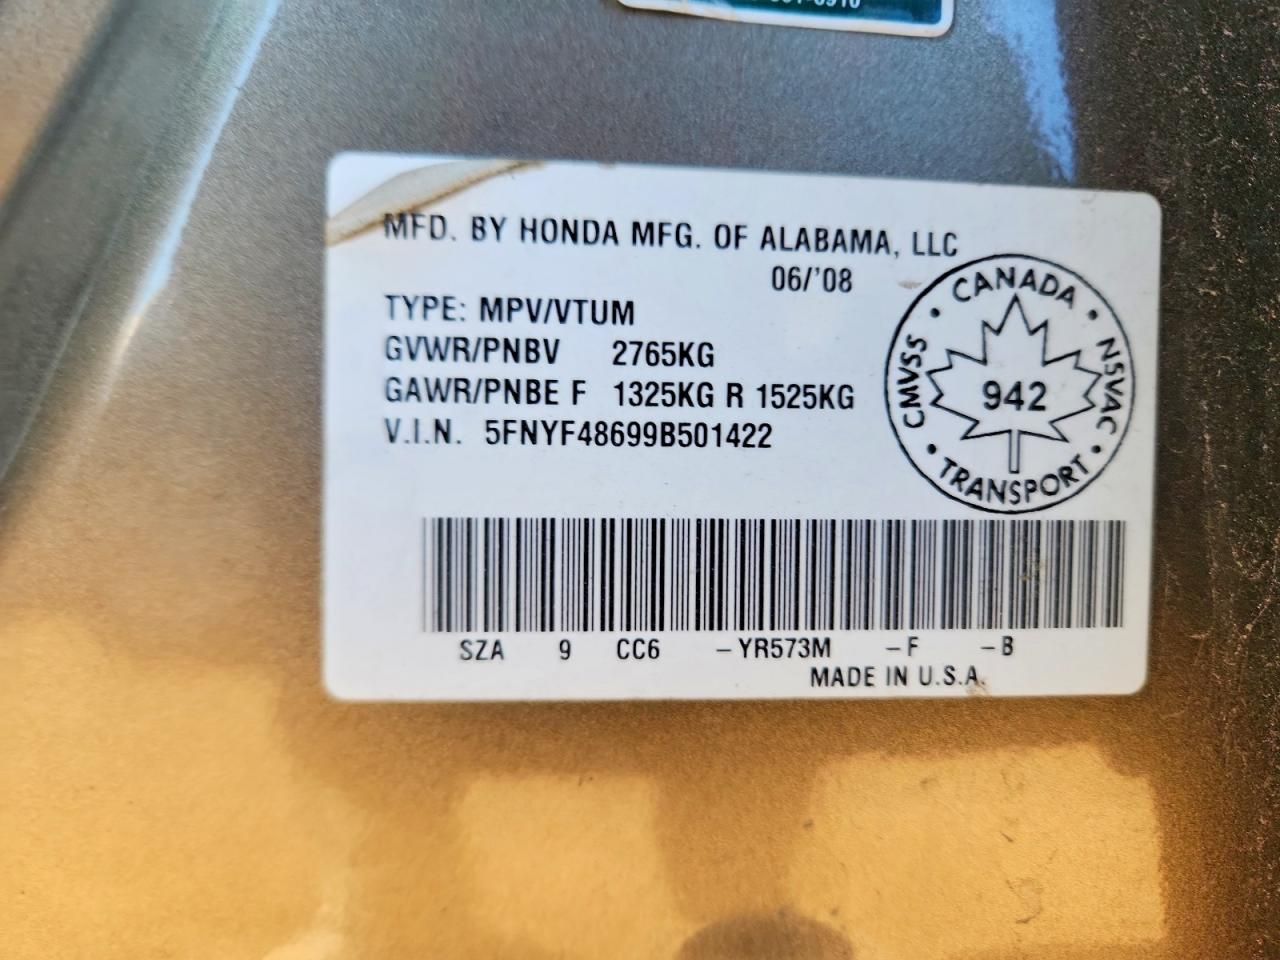 MFD. BY HONDA MFG. OF ALABAMA, LLC
06/'08
TYPE: MPV/VTUM
GVWR/PNBV 2765KG
GAWR/PNBE F 1325KG R 1525KG
V.I.N. 5FNYF48699B501422
CANADA • NSVAC • TRANSPORT • CMVSS •
942
SZA 9 CC6 -YR573M -F -B
MADE IN U.S.A.